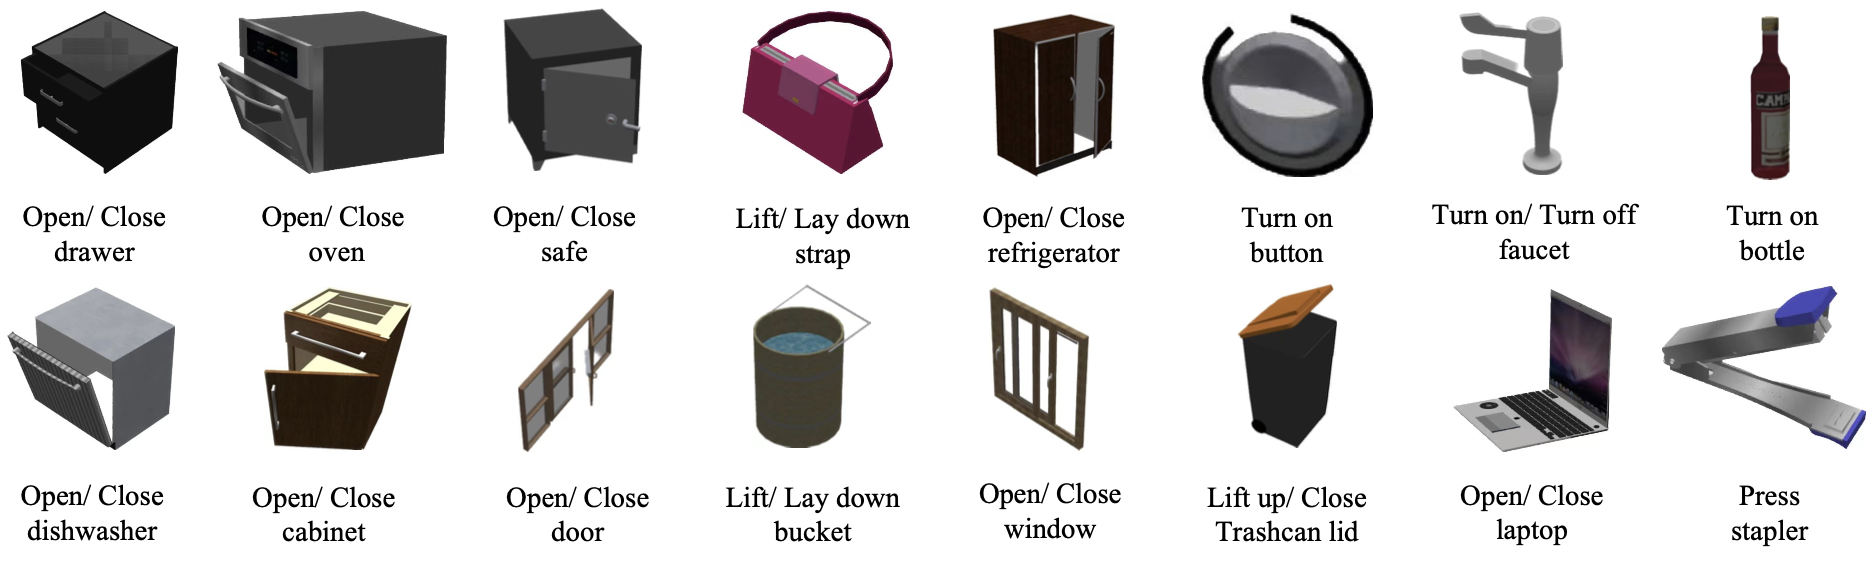 CAMP
Open/ Close
drawer
Open/ Close
oven
Open/ Close
safe
Lift/ Lay down
strap
Open/ Close
refrigerator
Turn on
button
Turn on/ Turn off
faucet
Turn on
bottle
Open/ Close
dishwasher
Open/ Close
cabinet
Open/ Close
door
Lift/ Lay down
bucket
Open/ Close
window
Lift up/ Close
Trashcan lid
Open/ Close
laptop
Press
stapler